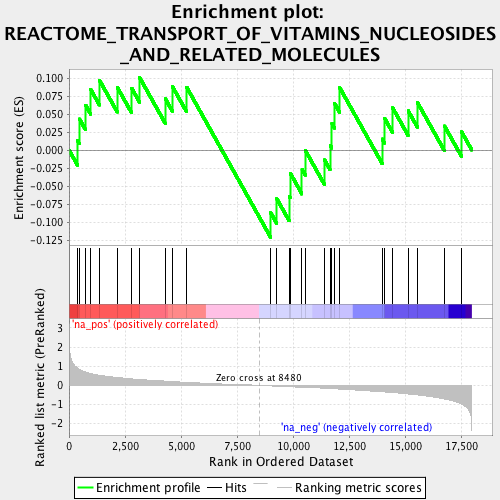 Enrichment plot:
REACTOME_TRANSPORT_OF_VITAMINS_NUCLEOSIDES
_AND_RELATED_MOLECULES
Enrichment score (ES)
0.100
0.075
0.050
0.025
0.000
-0.025
-0.050
-0.075
-0.100
-0.125
'na_pos' (positively correlated)
Ranked list metric (PreRanked)
3
2
1
0
-1
-2
Zero cross at 8480
'na_neg' (negatively correlated)
0
2,500
5,000
7,500
10,000
12,500
15,000
17,500
Rank in Ordered Dataset
Enrichment profile
Hits
Ranking metric scores